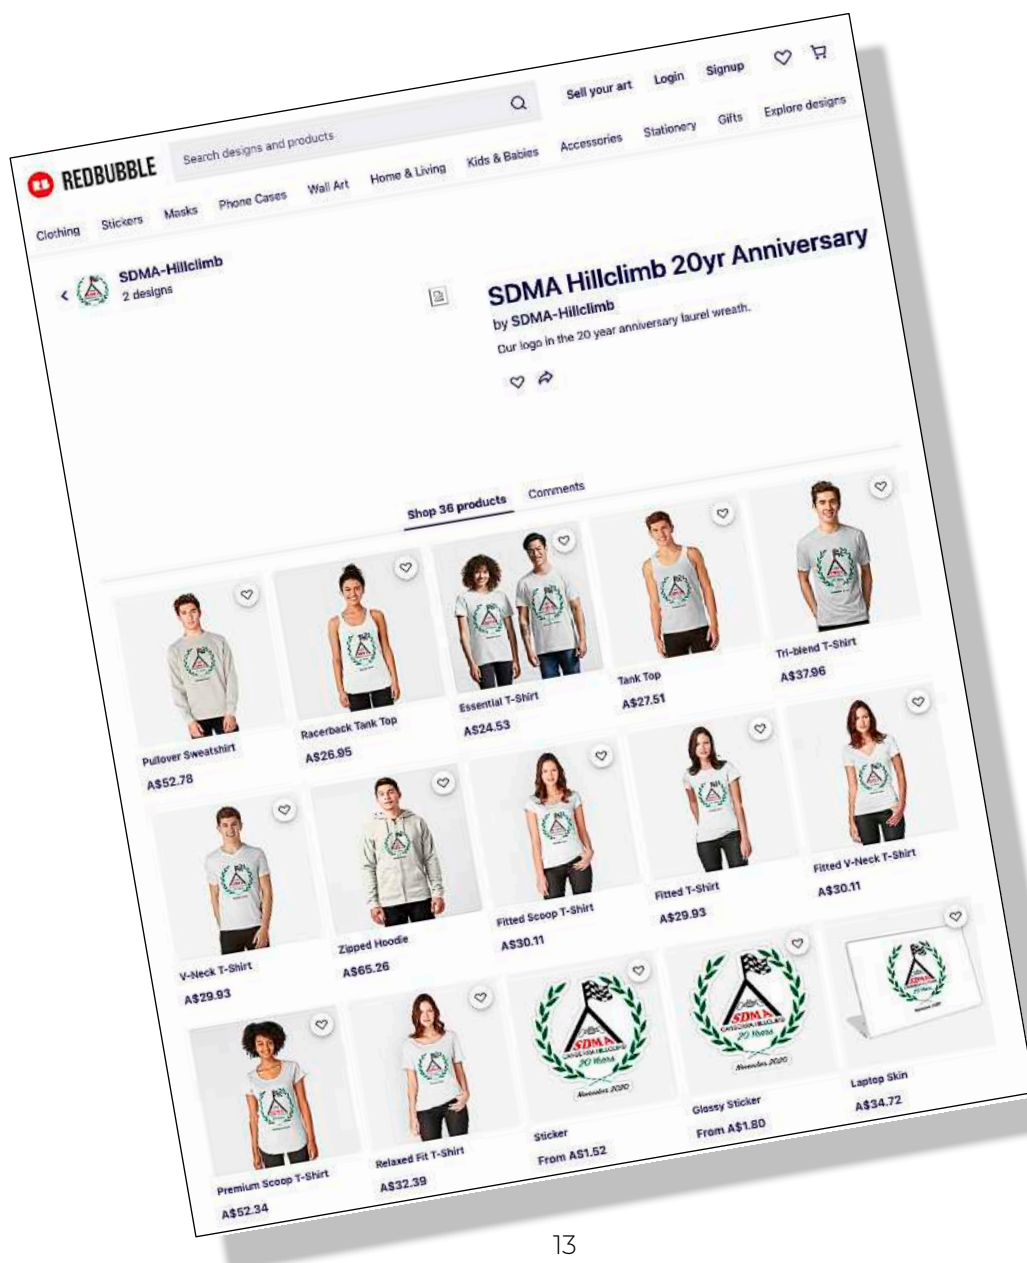 Sell your art Login Signup
RB REDBUBBLE Search designs and products
Clothing Stickers Masks Phone Cases Wall Art Home & Living Kids & Babies Accessories Stationery Gifts Explore designs
SDMA-Hillclimb
2 designs
SDMA Hillclimb 20yr Anniversary
by SDMA-Hillclimb
Our logo in the 20 year anniversary laurel wreath.
Shop 36 products Comments
Pullover Sweatshirt
A$52.78
Racerback Tank Top
A$26.95
Essential T-Shirt
A$24.53
Tank Top
A$27.51
Tri-blend T-Shirt
A$37.96
V-Neck T-Shirt
A$29.93
Zipped Hoodie
A$65.26
Fitted Scoop T-Shirt
A$30.11
Fitted T-Shirt
A$29.93
Fitted V-Neck T-Shirt
A$30.11
Premium Scoop T-Shirt
A$52.34
Relaxed Fit T-Shirt
A$32.39
SDMA
CANBERRA HILLCLIMB
20 Years
November 2020
Sticker
From A$1.52
SDMA
CANBERRA HILLCLIMB
20 Years
November 2020
Glossy Sticker
From A$1.80
Laptop Skin
A$34.72
13